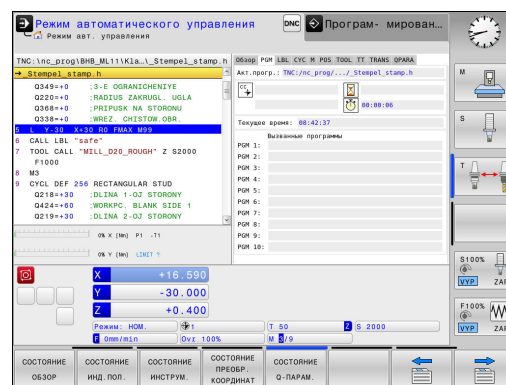 Режим автоматического управления
Режим авт. управления
DNC
Програм- мирован...
TNC:\nc_prog\BHB_ML11\Kla…\_Stempel_stamp.h
→_Stempel_stamp.h
Q349=+0 ;3-E OGRANICHENIYE
Q220=+0 ;RADIUS ZAKRUGL. UGLA
Q368=+0 ;PRIPUSK NA STORONU
Q338=+0 ;WREZ. CHISTOW.OBR.
5 L Y-30 X+30 R0 FMAX M99
6 CALL LBL "safe"
7 TOOL CALL "MILL_D20_ROUGH" Z S2000
F1000
8 M3
9 CYCL DEF 256 RECTANGULAR STUD
Q218=+30 ;DLINA 1-OJ STORONY
Q424=+60 ;WORKPC. BLANK SIDE 1
Q219=+30 ;DLINA 2-OJ STORONY
Обзор PGM LBL CYC M POS TOOL TT TRANS QPARA
Акт.прогр.: TNC:/nc_prog/.../_Stempel_stamp.h
CC
00:00:06
Текущее время: 08:42:37
Вызванные программы
PGM 1:
PGM 2:
PGM 3:
PGM 4:
PGM 5:
PGM 6:
PGM 7:
PGM 8:
PGM 9:
PGM 10:
0% X [Nm] P1 -T1
0% Y [Nm] LIMIT 1
X +16.590
Y -30.000
Z +0.400
Режим: НОМ. 1 T 50 Z S 2000
F 0mm/min Ovr 100% M 3/9
M
S
T
S100%
VYP ZAP
F100%
VYP ZAP
СОСТОЯНИЕ ОБЗОР
СОСТОЯНИЕ ИНД.ПОЛ.
СОСТОЯНИЕ ИНСТРУМ.
СОСТОЯНИЕ ПРЕОБР. КООРДИНАТ
СОСТОЯНИЕ Q-ПАРАМ.